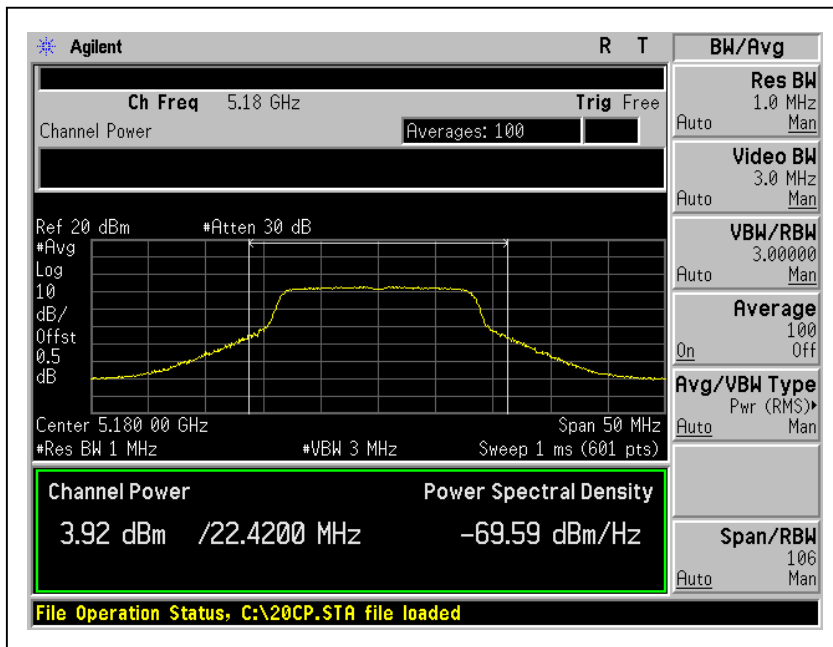 Agilent R T
Ch Freq 5.18 GHz Trig Free
Channel Power Averages: 100
Ref 20 dBm #Atten 30 dB
#Avg
Log
10
dB/
Offst
0.5
dB
Center 5.180 00 GHz Span 50 MHz
#Res BW 1 MHz #VBW 3 MHz Sweep 1 ms (601 pts)
Channel Power Power Spectral Density
3.92 dBm /22.4200 MHz -69.59 dBm/Hz
File Operation Status, C:\20CP.STA file loaded
BW/Avg
Res BW
1.0 MHz
Auto Man
Video BW
3.0 MHz
Auto Man
VBW/RBW
3.00000
Auto Man
Average
100
On Off
Avg/VBW Type
Pwr (RMS)▸
Auto Man
Span/RBW
106
Auto Man